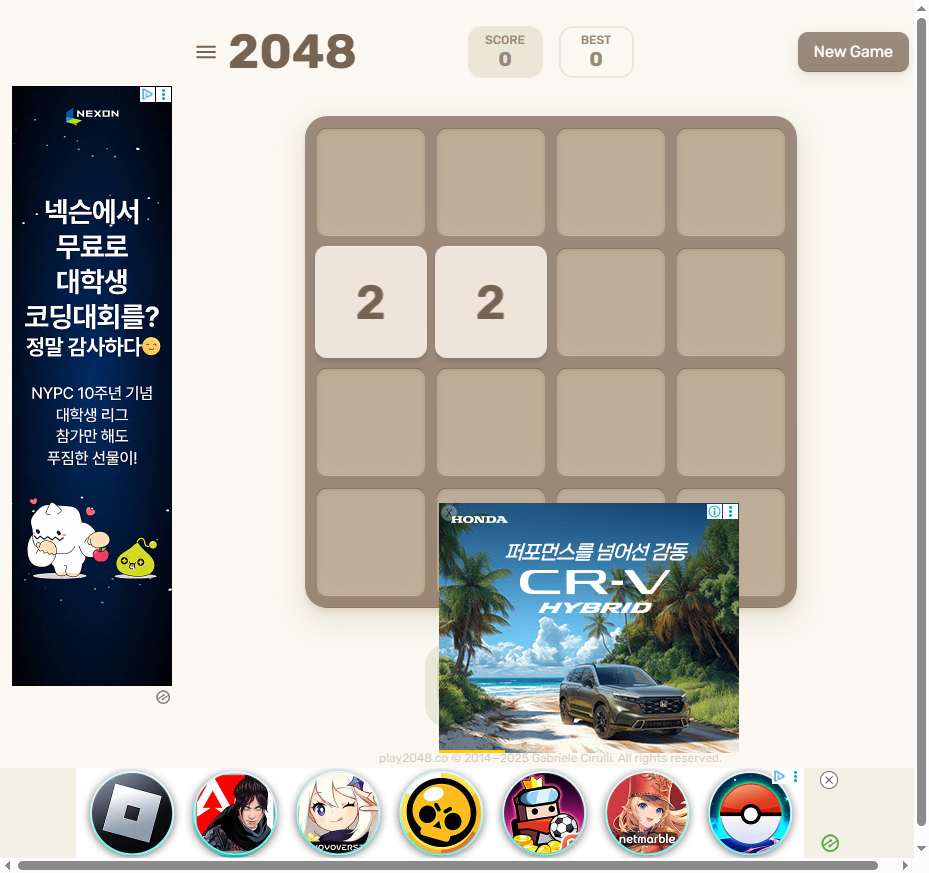 2048
SCORE
0
BEST
0
New Game
NEXON
넥슨에서
무료로
대학생
코딩대회를?
정말 감사하다😊
NYPC 10주년 기념
대학생 리그
참가만 해도
푸짐한 선물이!
2 2
HONDA
퍼포먼스를 넘어선 감동
CR-V
HYBRID
play2048.co © 2014—2025 Gabriele Cirulli. All rights reserved.
netmarble